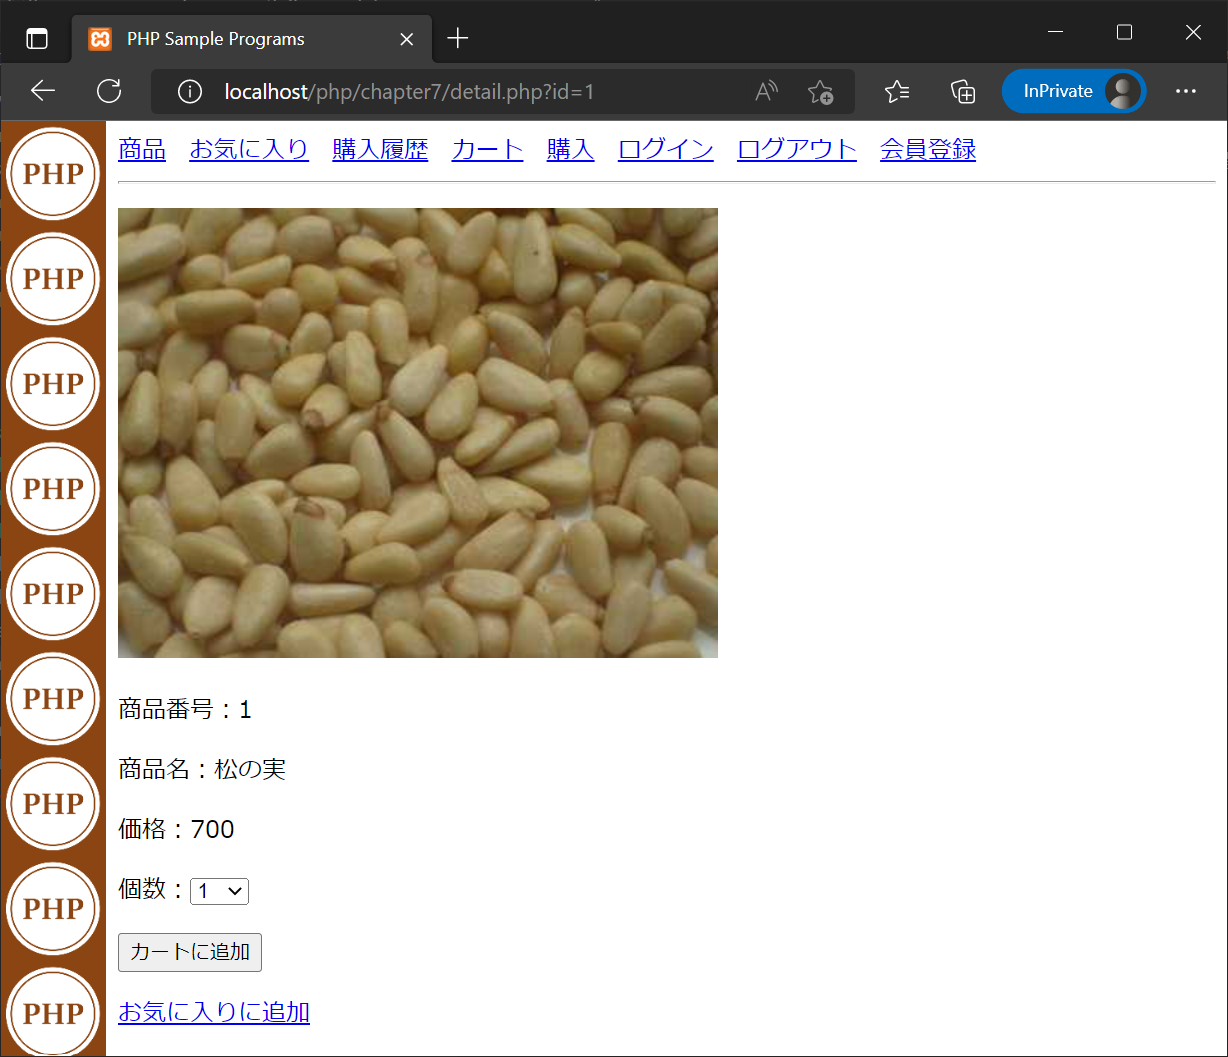 PHP Sample Programs
localhost/php/chapter7/detail.php?id=1
InPrivate
商品 お気に入り 購入履歴 カート 購入 ログイン ログアウト 会員登録
PHP
PHP
PHP
PHP
PHP
PHP
商品番号：1
商品名：松の実
PHP
価格：700
個数：1
PHP
カートに追加
お気に入りに追加
PHP